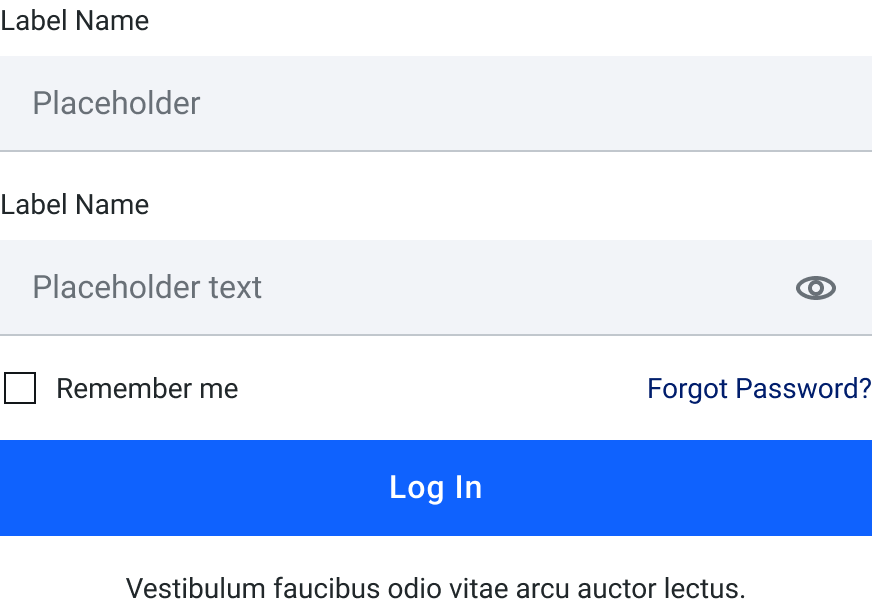 Label Name
Placeholder
Label Name
Placeholder text
Remember me Forgot Password?
Log In
Vestibulum faucibus odio vitae arcu auctor lectus.